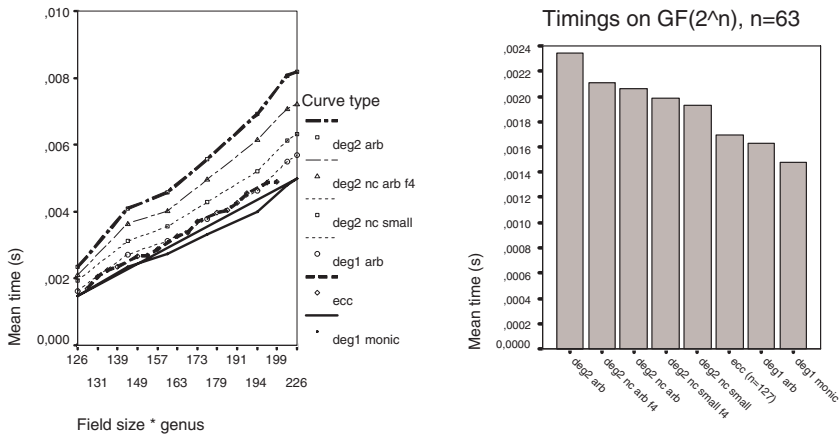 ,010
,008
,006
,004
,002
0,000
Mean time (s)
126 139 157 173 191 199
131 149 163 179 194 226
Field size * genus
Curve type
deg2 arb
deg2 nc arb f4
deg2 nc small
deg1 arb
ecc
deg1 monic
Timings on GF(2^n), n=63
,0024
,0022
,0020
,0018
,0016
,0014
,0012
,0010
,0008
,0006
,0004
,0002
0,0000
Mean time (s)
deg2 arb
deg2 nc arb f4
deg2 nc arb
deg2 nc small f4
deg2 nc small
ecc (n=127)
deg1 arb
deg1 monic